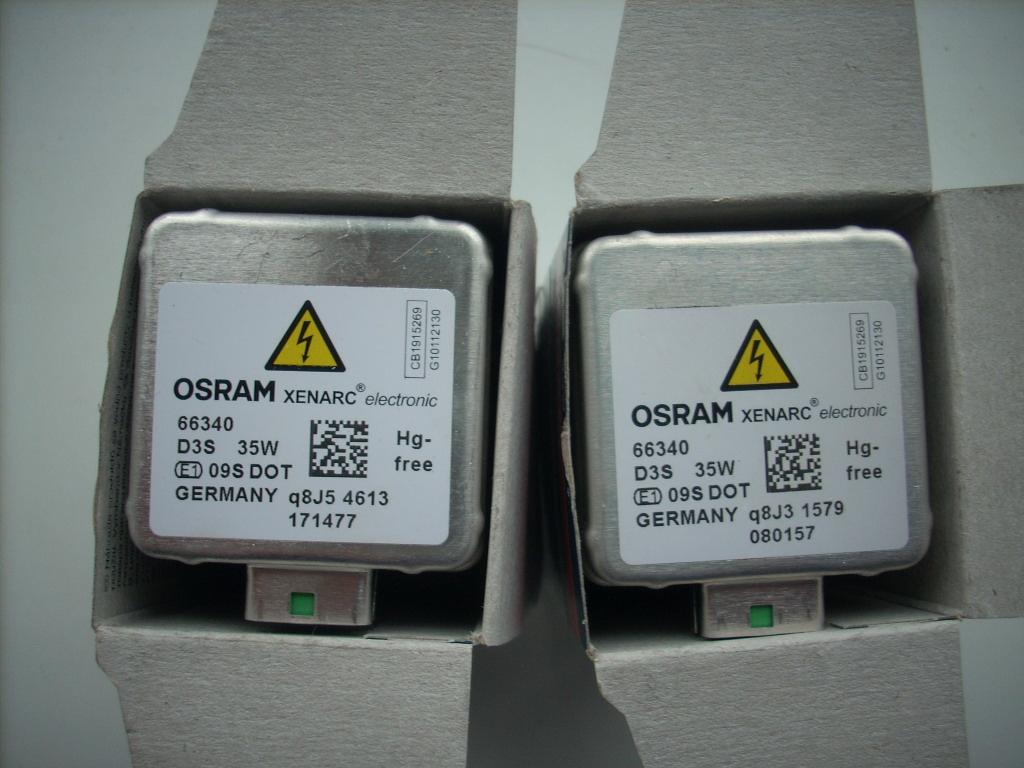 CB1915269
G10112130
OSRAM XENARC® electronic
66340
D3S 35W
Hg-
free
E1 09S DOT
GERMANY q8J5 4613
171477
CB1915269
G10112130
OSRAM XENARC® electronic
66340
D3S 35W
Hg-
free
E1 09S DOT
GERMANY q8J3 1579
080157